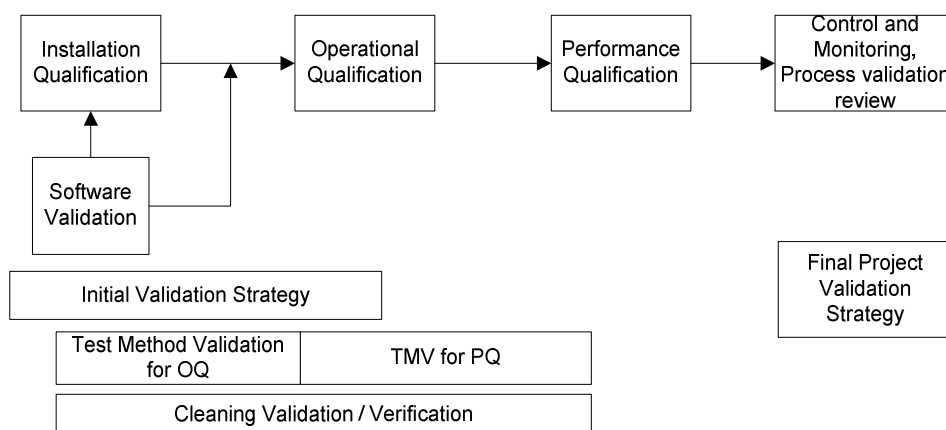 Installation
Qualification
Operational
Qualification
Performance
Qualification
Control and
Monitoring,
Process validation
review
Software
Validation
Initial Validation Strategy
Final Project
Validation
Strategy
Test Method Validation
for OQ
TMV for PQ
Cleaning Validation / Verification